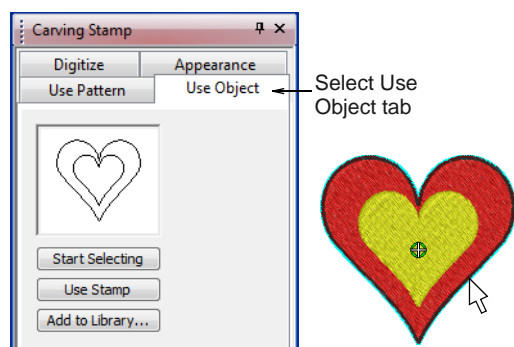 Carving Stamp
Digitize Appearance
Use Pattern Use Object
Select Use
Object tab
Start Selecting
Use Stamp
Add to Library...